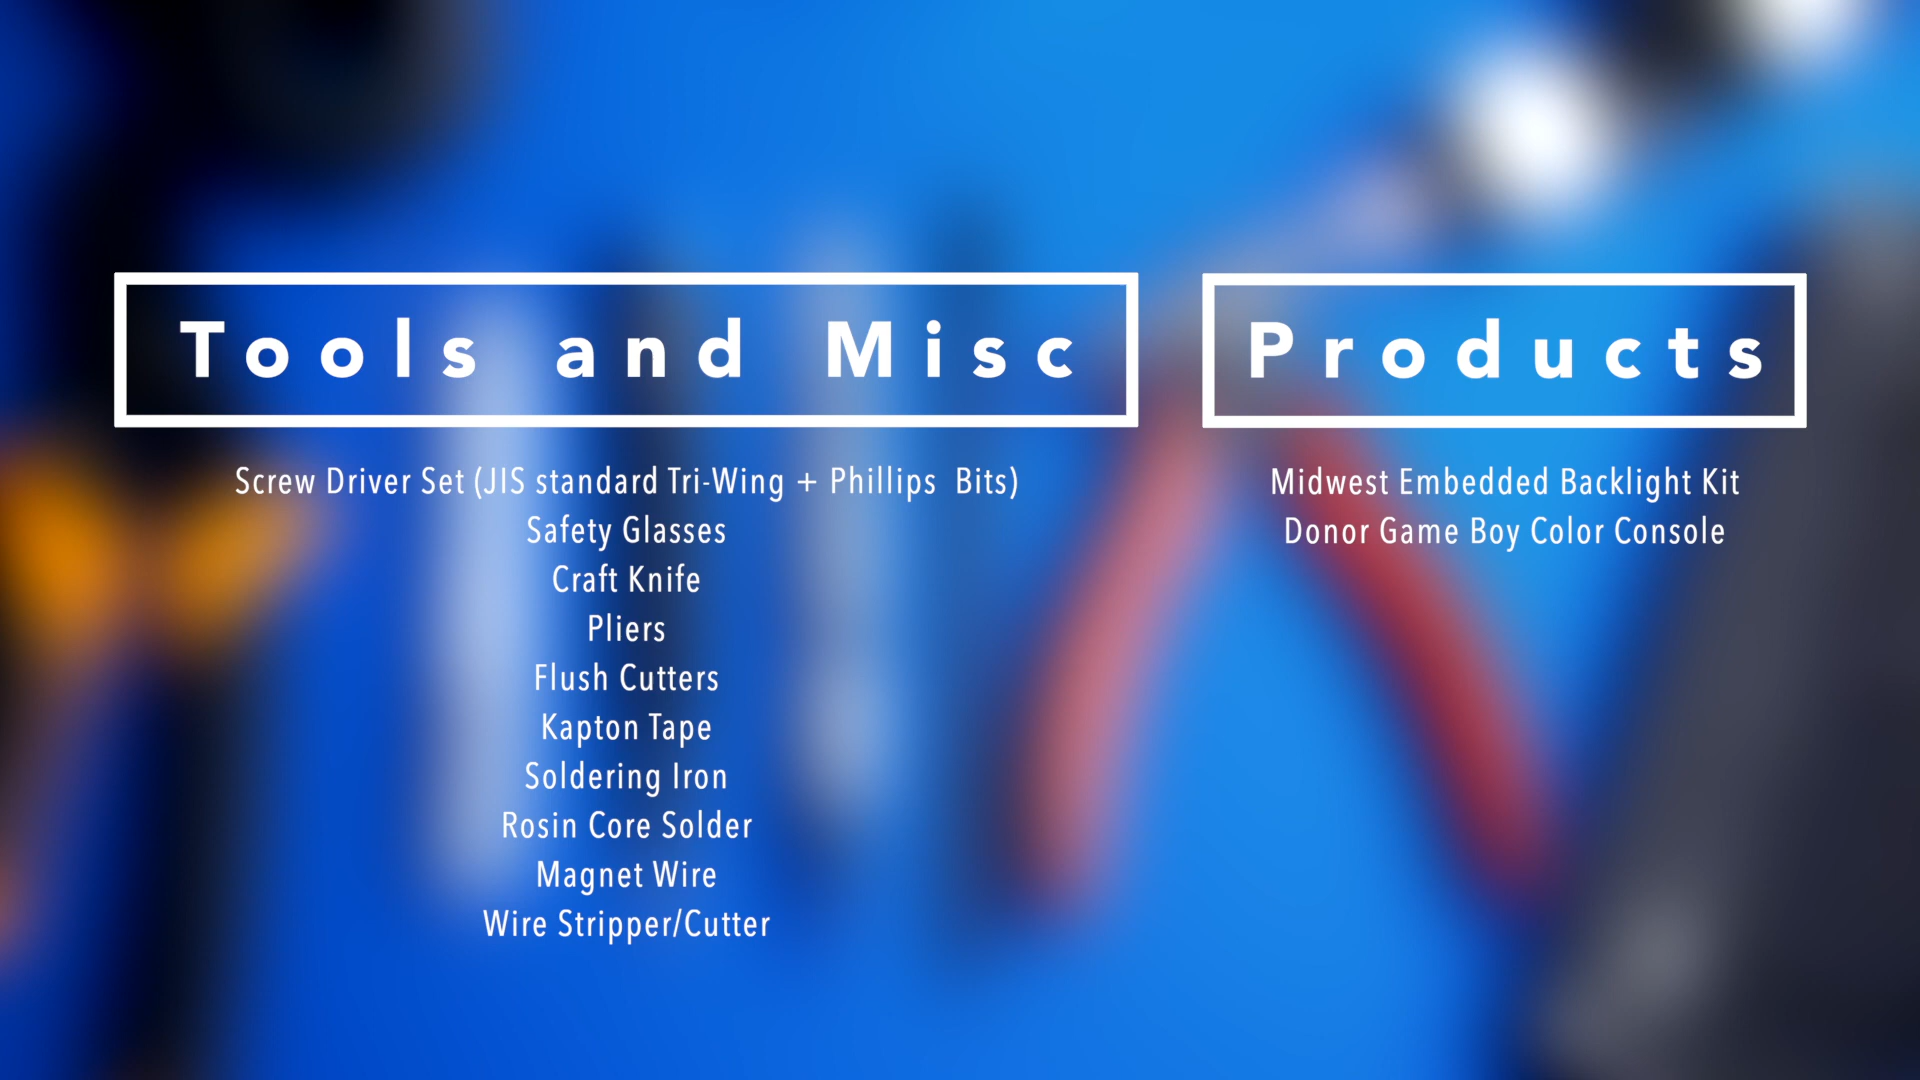 Tools and Misc
Screw Driver Set (JIS standard Tri-Wing + Phillips  Bits)
Safety Glasses
Craft Knife
Pliers
Flush Cutters
Kapton Tape
Soldering Iron
Rosin Core Solder
Magnet Wire
Wire Stripper/Cutter
Products
Midwest Embedded Backlight Kit
Donor Game Boy Color Console